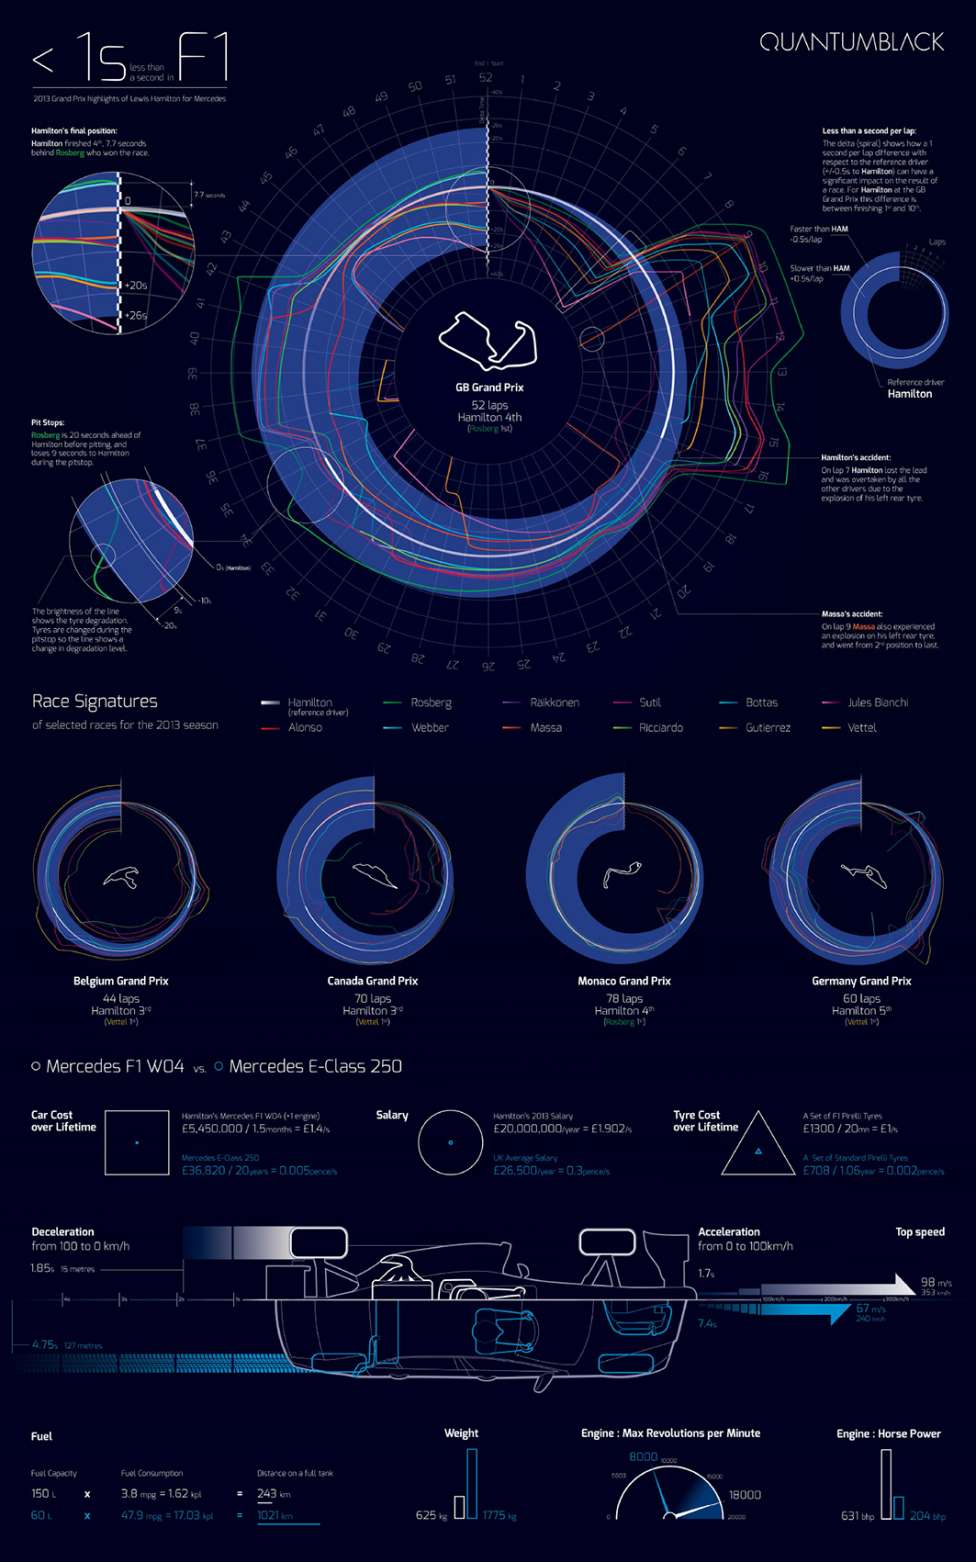 < 1s less than a second in F1
QUANTUMBLACK
2013 Grand Prix highlights of Lewis Hamilton for Mercedes
Hamilton's final position:
Hamilton finished 4th, 7.7 seconds
behind Rosberg who won the race.
7.7 seconds
0
+20s
+26s
Pit Stops:
Rosberg is 20 seconds ahead of
Hamilton before pitting, and
loses 9 seconds to Hamilton
during the pitstop.
0s (Hamilton)
-10s
9s
-20s
The brightness of the line
shows the tyre degradation.
Tyres are changed during the
pitstop so the line shows a
change in degradation level.
52
1
2
3
4
5
6
7
8
9
10
11
12
13
14
15
16
17
18
19
20
21
22
23
24
25
26
27
28
29
30
31
32
33
34
35
36
37
38
39
40
41
42
43
44
45
46
47
48
49
50
51
GB Grand Prix
52 laps
Hamilton 4th
(Rosberg 1st)
Less than a second per lap:
The delta (spiral) shows how a 1
second per lap difference with
respect to the reference driver
(+/-0.5s to Hamilton) can have a
significant impact on the result of
a race. For Hamilton at the GB
Grand Prix this difference is
between finishing 1st and 10th.
Faster than HAM
-0.5s/lap
Laps
Slower than HAM
+0.5s/lap
Reference driver
Hamilton
Hamilton's accident:
On lap 7 Hamilton lost the lead
and was overtaken by all the
other drivers due to the
explosion of his left rear tyre.
Massa's accident:
On lap 9 Massa also experienced
an explosion on his left rear tyre,
and went from 2nd position to last.
Race Signatures
of selected races for the 2013 season
Hamilton
(reference driver)
Rosberg
Raikkonen
Sutil
Bottas
Jules Bianchi
Alonso
Webber
Massa
Ricciardo
Gutierrez
Vettel
Belgium Grand Prix
44 laps
Hamilton 3rd
(Vettel 1st)
Canada Grand Prix
70 laps
Hamilton 3rd
(Vettel 1st)
Monaco Grand Prix
78 laps
Hamilton 4th
(Rosberg 1st)
Germany Grand Prix
60 laps
Hamilton 5th
(Vettel 1st)
Mercedes F1 W04 vs. Mercedes E-Class 250
Car Cost
over Lifetime
Hamilton's Mercedes F1 W04 (+1 engine)
£5,450,000 / 1.5months = £1.4/s
Mercedes E-Class 250
£36,820 / 20years = 0.005pence/s
Salary
Hamilton's 2013 Salary
£20,000,000/year = £1.902/s
UK Average Salary
£26,500/year = 0.3pence/s
Tyre Cost
over Lifetime
A Set of F1 Pirelli Tyres
£1300 / 20min = £1/s
A Set of Standard Pirelli Tyres
£708 / 1.06year = 0.002pence/s
Deceleration
from 100 to 0 km/h
1.85s 15 metres
4s
3s
2s
1s
4.75s 127 metres
Acceleration
from 0 to 100km/h
Top speed
1.7s
98 m/s
353 km/h
100km/h
200km/h
300km/h
67 m/s
240 km/h
7.4s
Fuel
Fuel Capacity
Fuel Consumption
Distance on a full tank
150 L x 3.8 mpg = 1.62 kpl = 243 km
60 L x 47.9 mpg = 17.03 kpl = 1021 km
Weight
625 kg
1775 kg
Engine : Max Revolutions per Minute
0
5000
8000
10000
15000
18000
20000
Engine : Horse Power
631 bhp
204 bhp